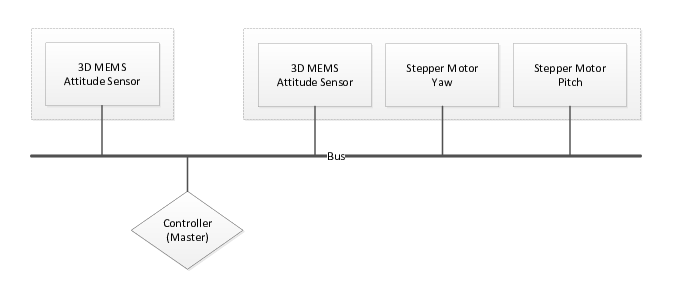 3D MEMS
Attitude Sensor
3D MEMS
Attitude Sensor
Stepper Motor
Yaw
Stepper Motor
Pitch
Bus
Controller
(Master)